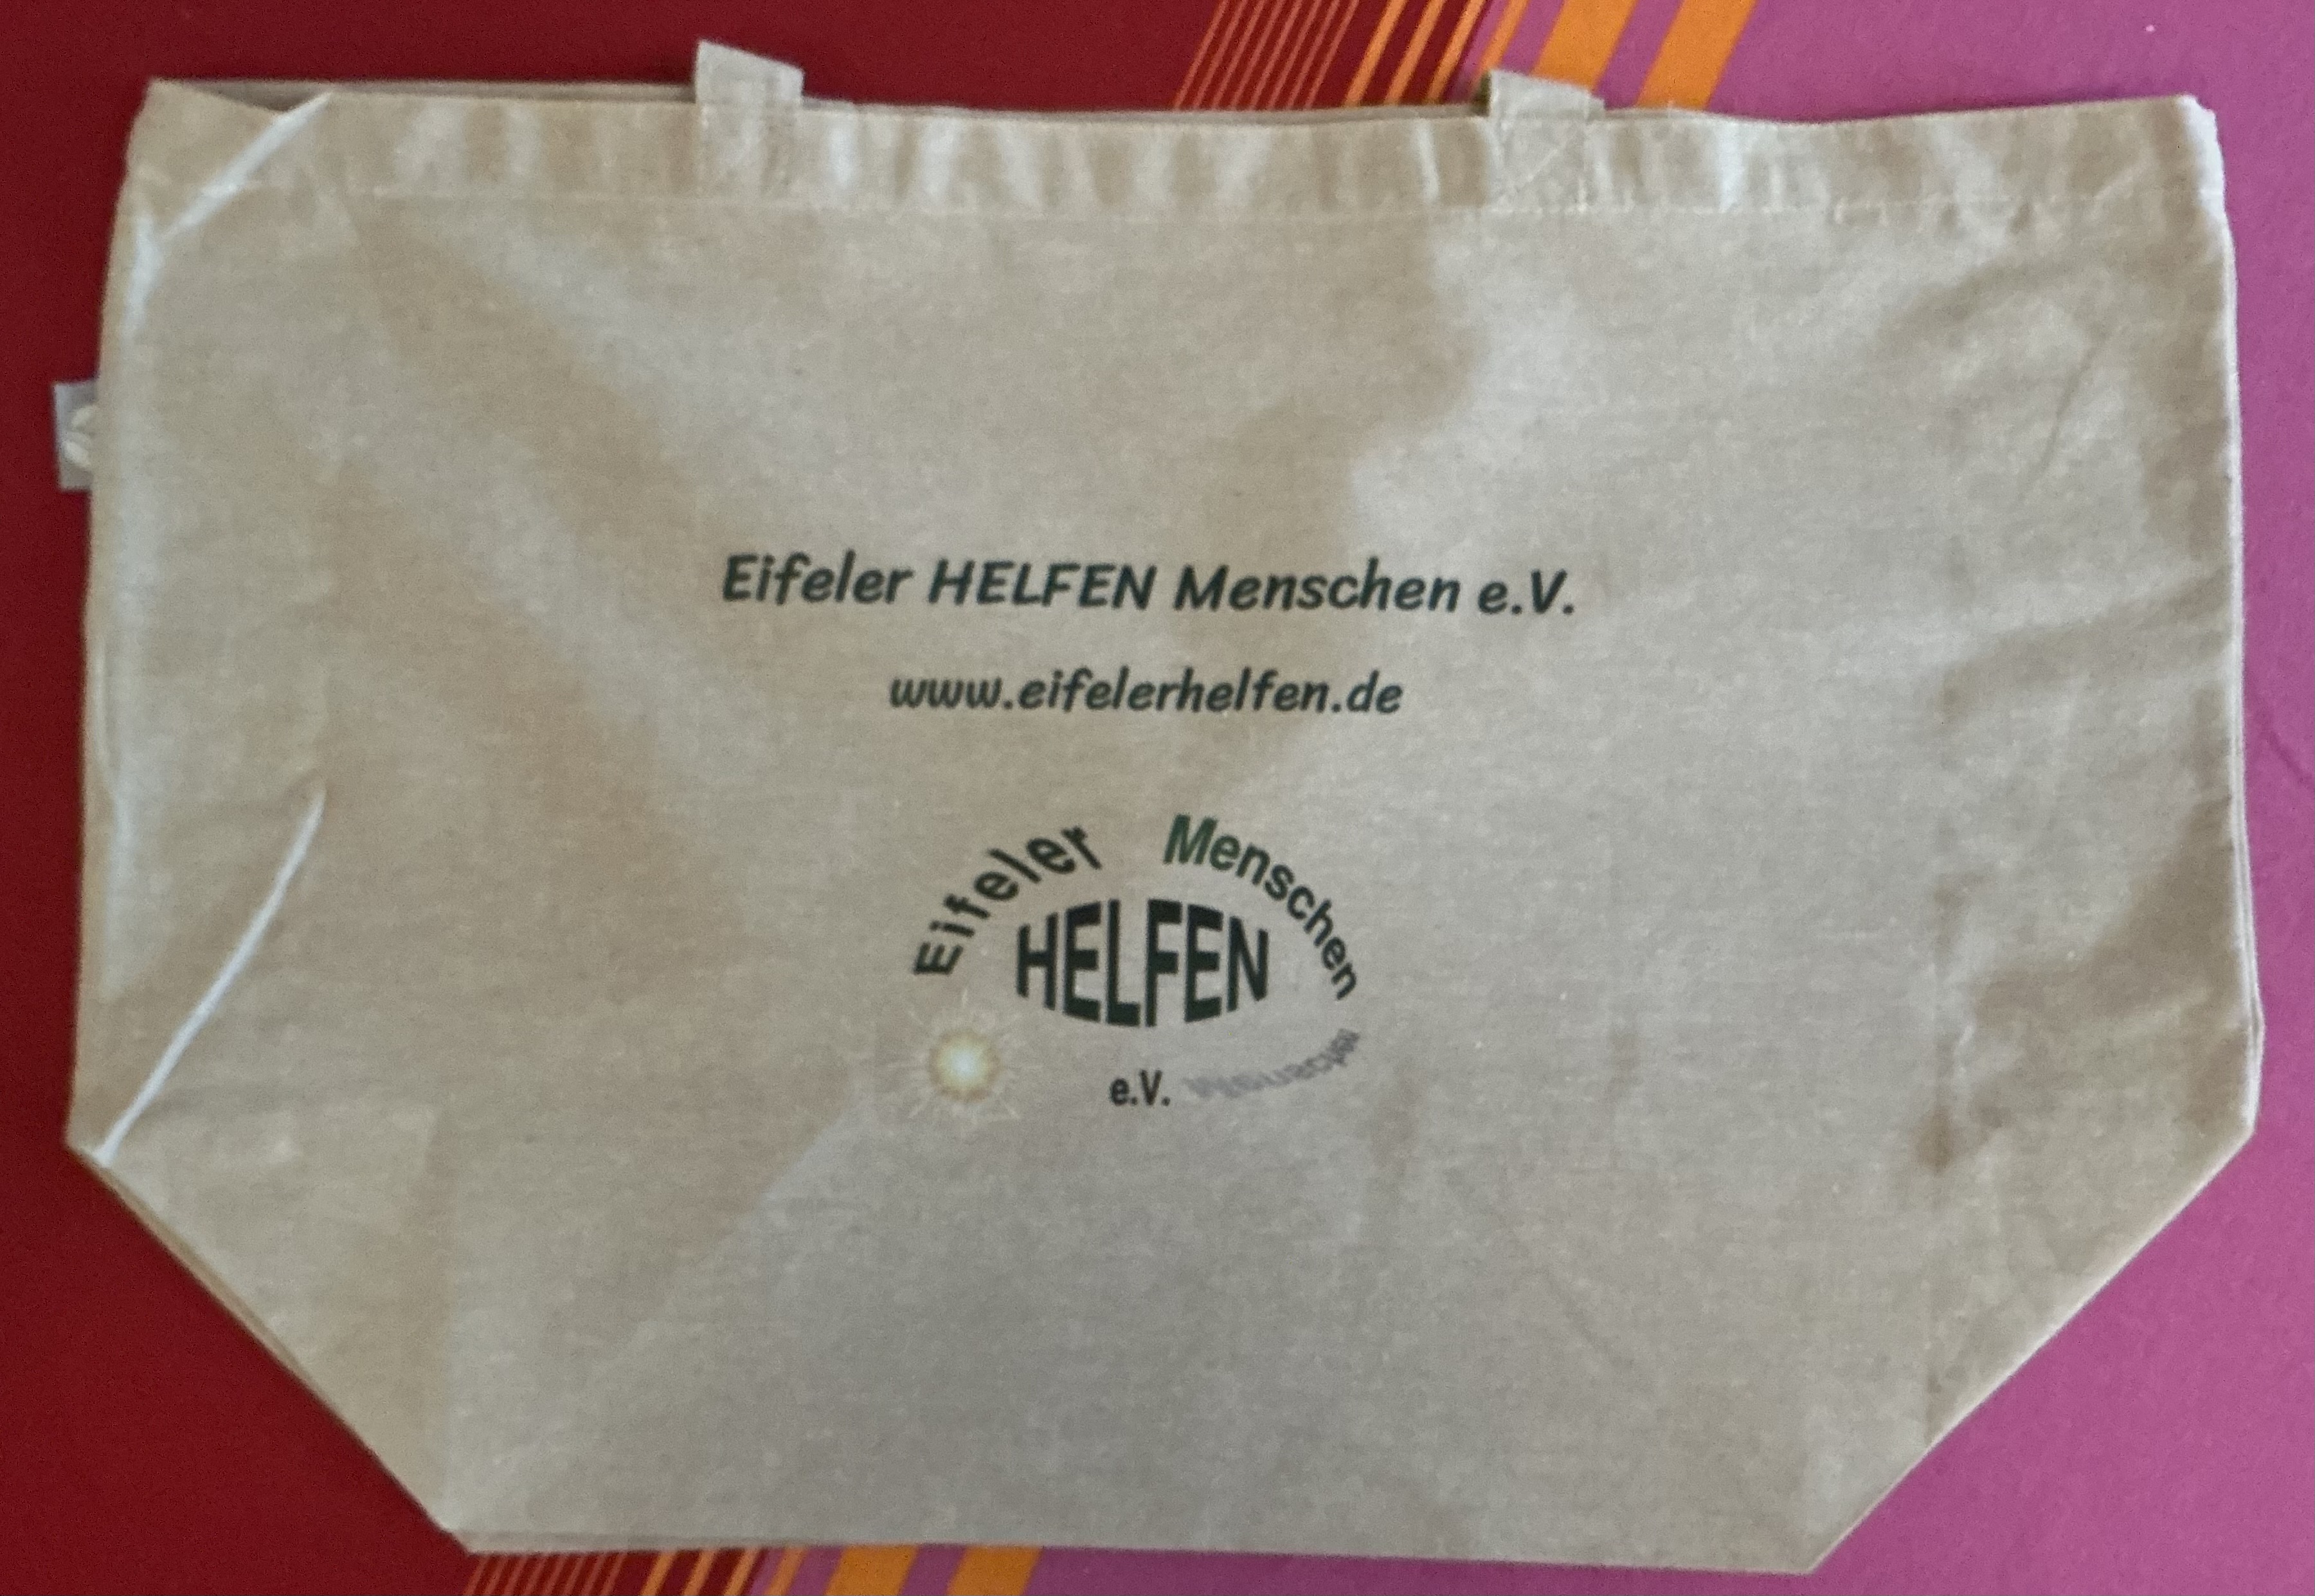 Eifeler HELFEN Menschen e.V.
www.eifelerhelfen.de
Eifeler Menschen
HELFEN
e.V.